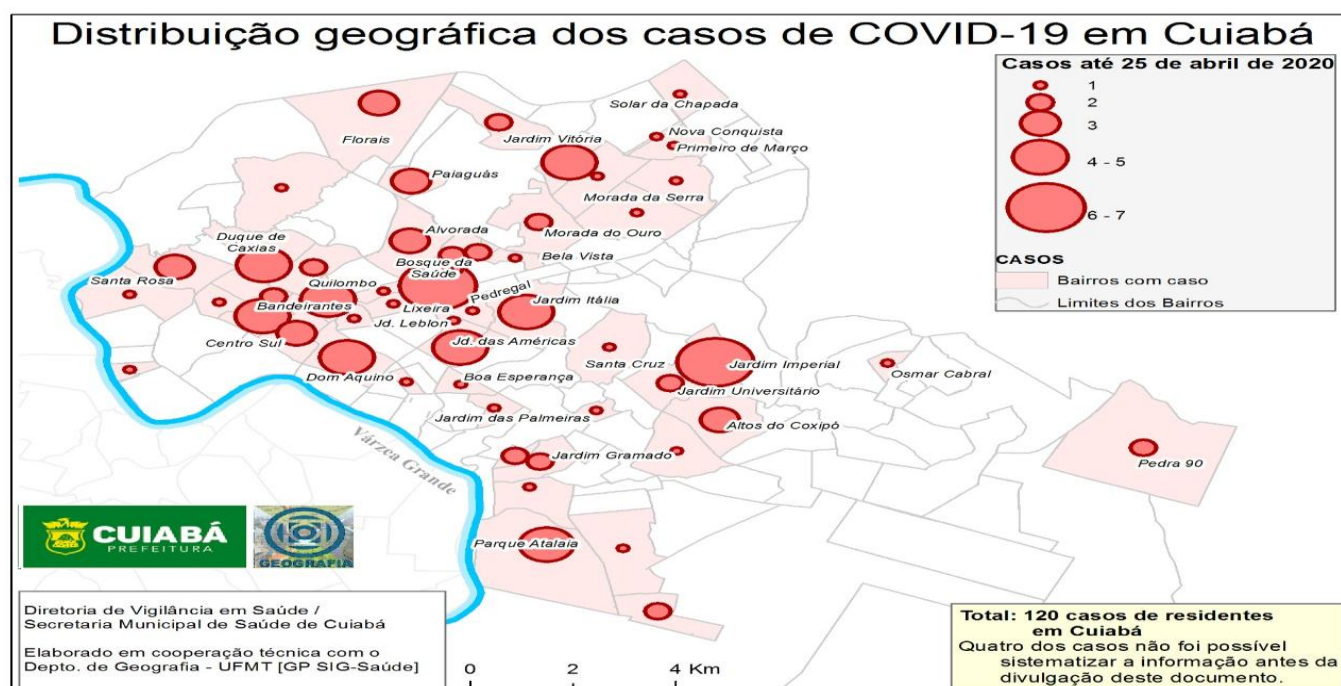 Distribuição geográfica dos casos de COVID-19 em Cuiabá
Casos até 25 de abril de 2020
1
2
3
4 - 5
6 - 7
CASOS
Bairros com caso
Limites dos Bairros
Solar da Chapada
Florais
Jardim Vitória
Nova Conquista
Primeiro de Março
Paiaguás
Morada da Serra
Morada do Ouro
Alvorada
Duque de
Caxias
Bosque da
Saúde
Bela Vista
Santa Rosa
Quilombo
Pedregal
Bandeirantes
Lixeira
Jardim Itália
Jd. Leblon
Centro Sul
Jd. das Américas
Santa Cruz
Jardim Imperial
Osmar Cabral
Dom Aquino
Boa Esperança
Jardim Universitário
Jardim das Palmeiras
Altos do Coxipó
Várzea Grande
Jardim Gramado
Pedra 90
Parque Atalaia
CUIABÁ
PREFEITURA
GEOGRAFIA
Diretoria de Vigilância em Saúde /
Secretaria Municipal de Saúde de Cuiabá
Elaborado em cooperação técnica com o
Depto. de Geografia - UFMT [GP SIG-Saúde]
0 2 4 Km
Total: 120 casos de residentes
em Cuiabá
Quatro dos casos não foi possível
sistematizar a informação antes da
divulgação deste documento.